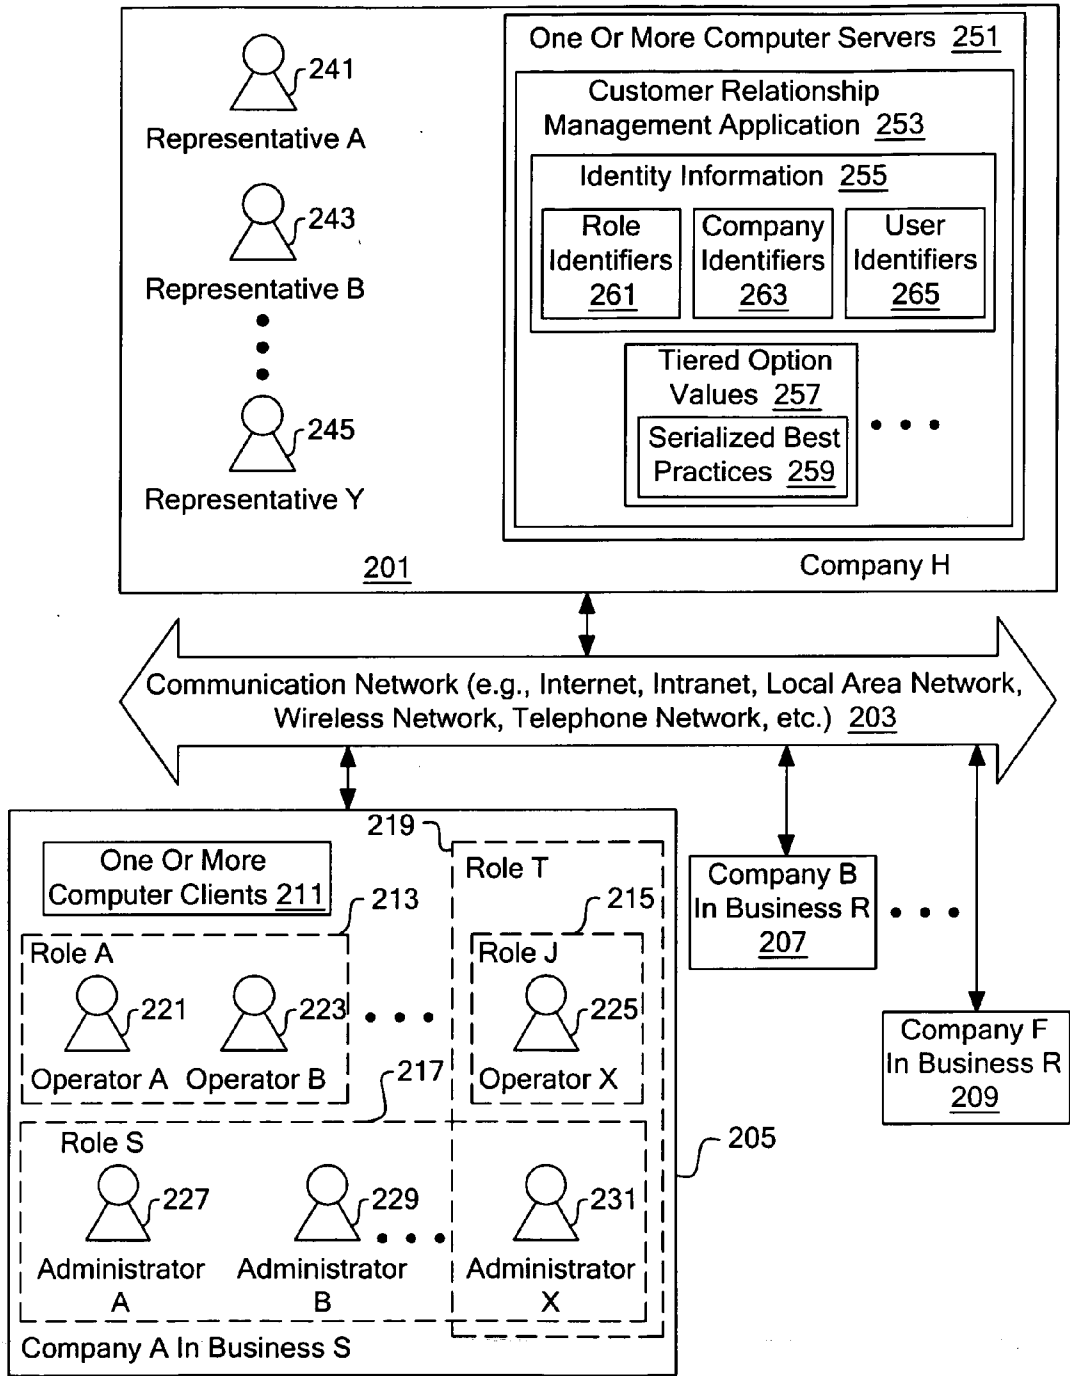 One Or More Computer Servers 251
Customer Relationship
Management Application 253
Identity Information 255
Role
Identifiers
261
Company
Identifiers
263
User
Identifiers
265
Tiered Option
Values 257
Serialized Best
Practices 259
241
Representative A
243
Representative B
245
Representative Y
201
Company H
Communication Network (e.g., Internet, Intranet, Local Area Network,
Wireless Network, Telephone Network, etc.) 203
219
One Or More
Computer Clients 211
213
Role T
215
Role A
221
223
Operator A
Operator B
Role J
225
Operator X
217
Role S
227
229
231
Administrator
A
Administrator
B
Administrator
X
205
Company A In Business S
Company B
In Business R
207
Company F
In Business R
209